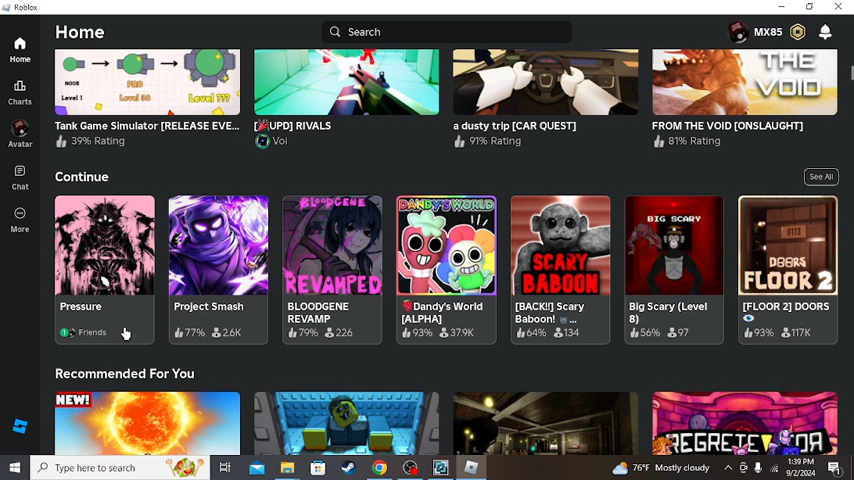 Roblox
Home
Search
MX85
Home
Charts
Avatar
Chat
More
NOOB
Level 1
PRO
Level 30
Level ???
THE
VOID
Tank Game Simulator [RELEASE EVE...
39% Rating
[🎉UPD] RIVALS
Voi
a dusty trip [CAR QUEST]
91% Rating
FROM THE VOID [ONSLAUGHT]
81% Rating
Continue
See All
BLOODGENE
REVAMPED
DANDY'S WORLD
SCARY
BABOON
BIG SCARY
0113
DOORS
FLOOR 2
Pressure
1 Friends
Project Smash
77% 2.6K
BLOODGENE
REVAMP
79% 226
🍓Dandy's World
[ALPHA]
93% 37.9K
[BACK!!] Scary
Baboon! ...
64% 134
Big Scary (Level
8)
56% 97
[FLOOR 2] DOORS
👁️
93% 117K
Recommended For You
NEW!
REGRETEVATOR
Type here to search
76°F Mostly cloudy
1:39 PM
9/2/2024
1